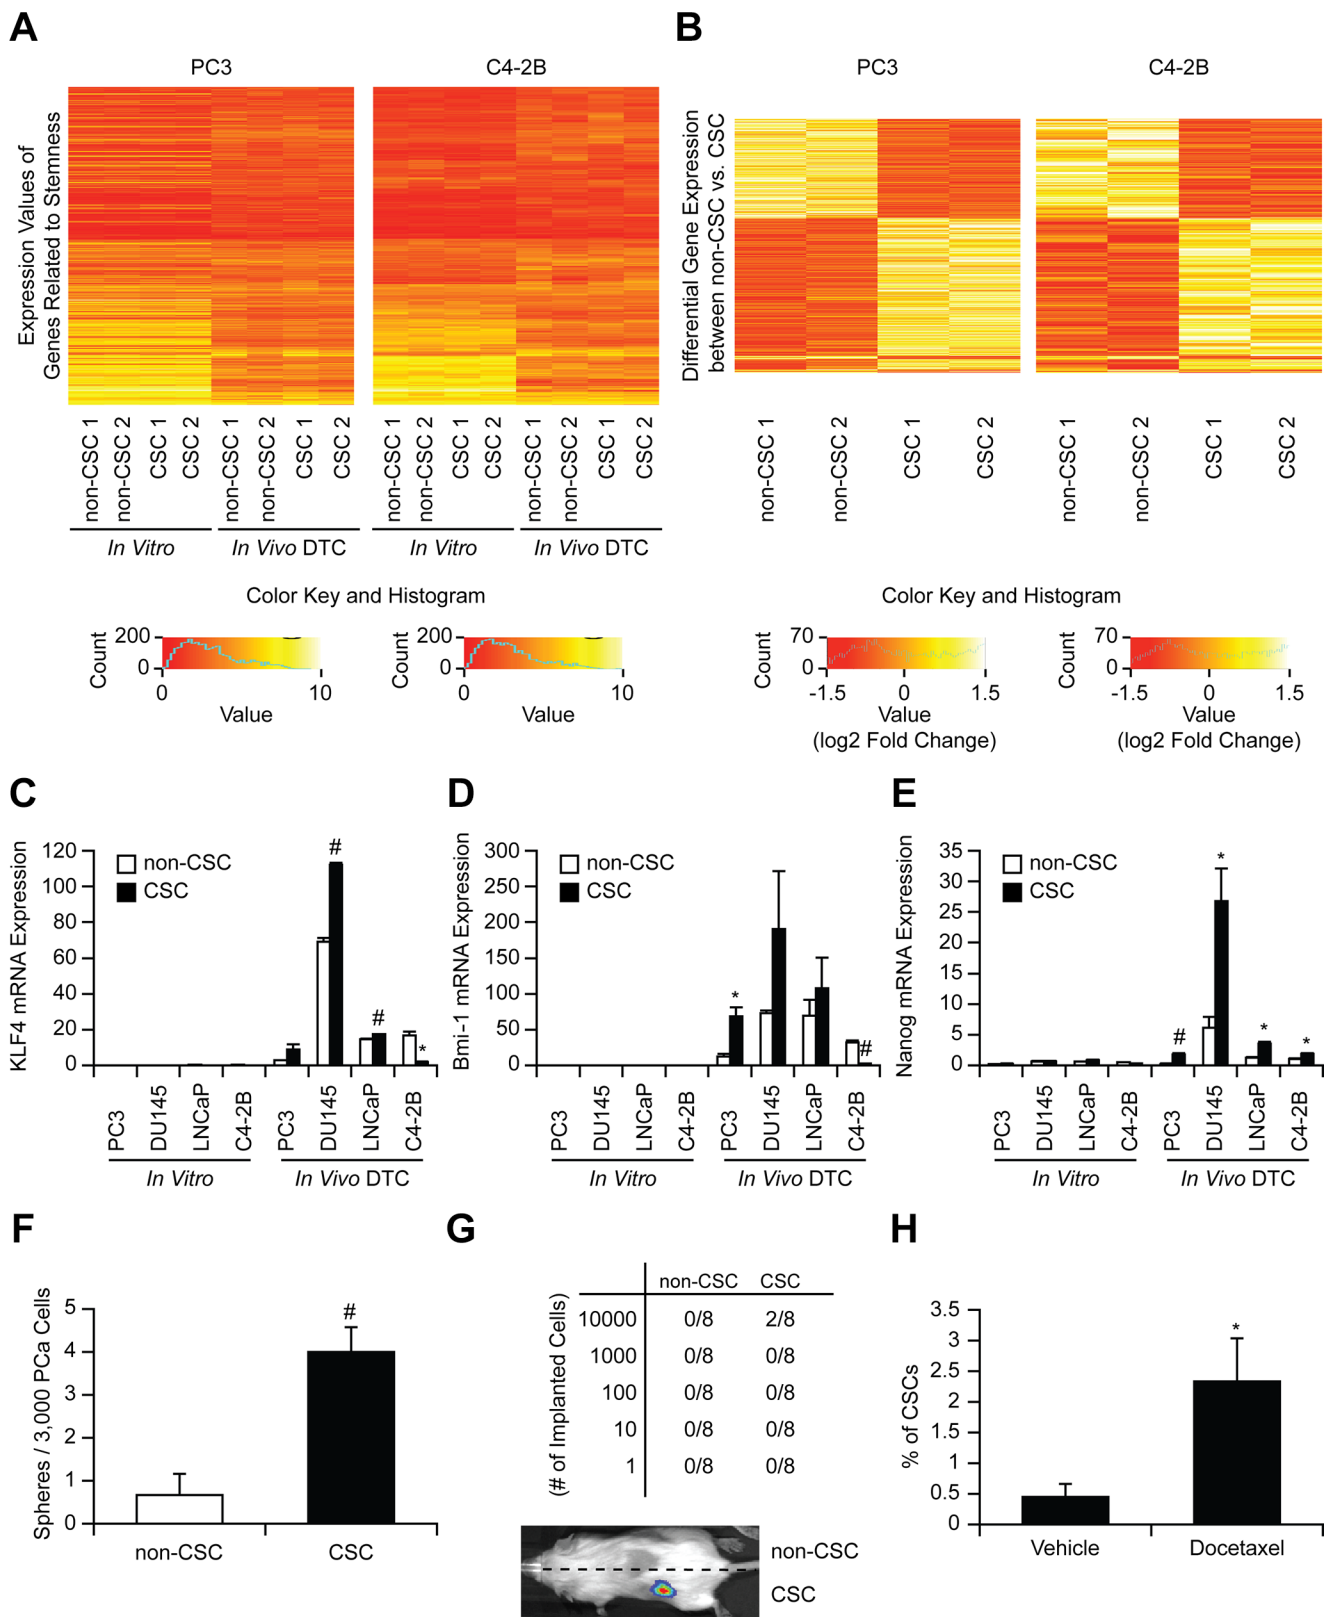 A
PC3
C4-2B
Expression Values of
Genes Related to Stemness
non-CSC 1
non-CSC 2
CSC 1
CSC 2
non-CSC 1
non-CSC 2
CSC 1
CSC 2
non-CSC 1
non-CSC 2
CSC 1
CSC 2
non-CSC 1
non-CSC 2
CSC 1
CSC 2
In Vitro
In Vivo DTC
In Vitro
In Vivo DTC
Color Key and Histogram
Count
200
0
0
10
Value
Count
200
0
0
10
Value
B
PC3
C4-2B
Differential Gene Expression
between non-CSC vs. CSC
non-CSC 1
non-CSC 2
CSC 1
CSC 2
non-CSC 1
non-CSC 2
CSC 1
CSC 2
Color Key and Histogram
Count
70
0
-1.5
0
1.5
Value
(log2 Fold Change)
Count
70
0
-1.5
0
1.5
Value
(log2 Fold Change)
C
KLF4 mRNA Expression
120
100
80
60
40
20
0
non-CSC
CSC
#
#
*
PC3
DU145
LNCaP
C4-2B
PC3
DU145
LNCaP
C4-2B
In Vitro
In Vivo DTC
D
Bmi-1 mRNA Expression
300
250
200
150
100
50
0
non-CSC
CSC
*
#
PC3
DU145
LNCaP
C4-2B
PC3
DU145
LNCaP
C4-2B
In Vitro
In Vivo DTC
E
Nanog mRNA Expression
35
30
25
20
15
10
5
0
non-CSC
CSC
#
*
*
*
PC3
DU145
LNCaP
C4-2B
PC3
DU145
LNCaP
C4-2B
In Vitro
In Vivo DTC
F
Spheres / 3,000 PCa Cells
5
4
3
2
1
0
#
non-CSC
CSC
G
(# of Implanted Cells)
non-CSC CSC
10000 0/8 2/8
1000 0/8 0/8
100 0/8 0/8
10 0/8 0/8
1 0/8 0/8
non-CSC
CSC
H
% of CSCs
3.5
3
2.5
2
1.5
1
0.5
0
*
Vehicle
Docetaxel